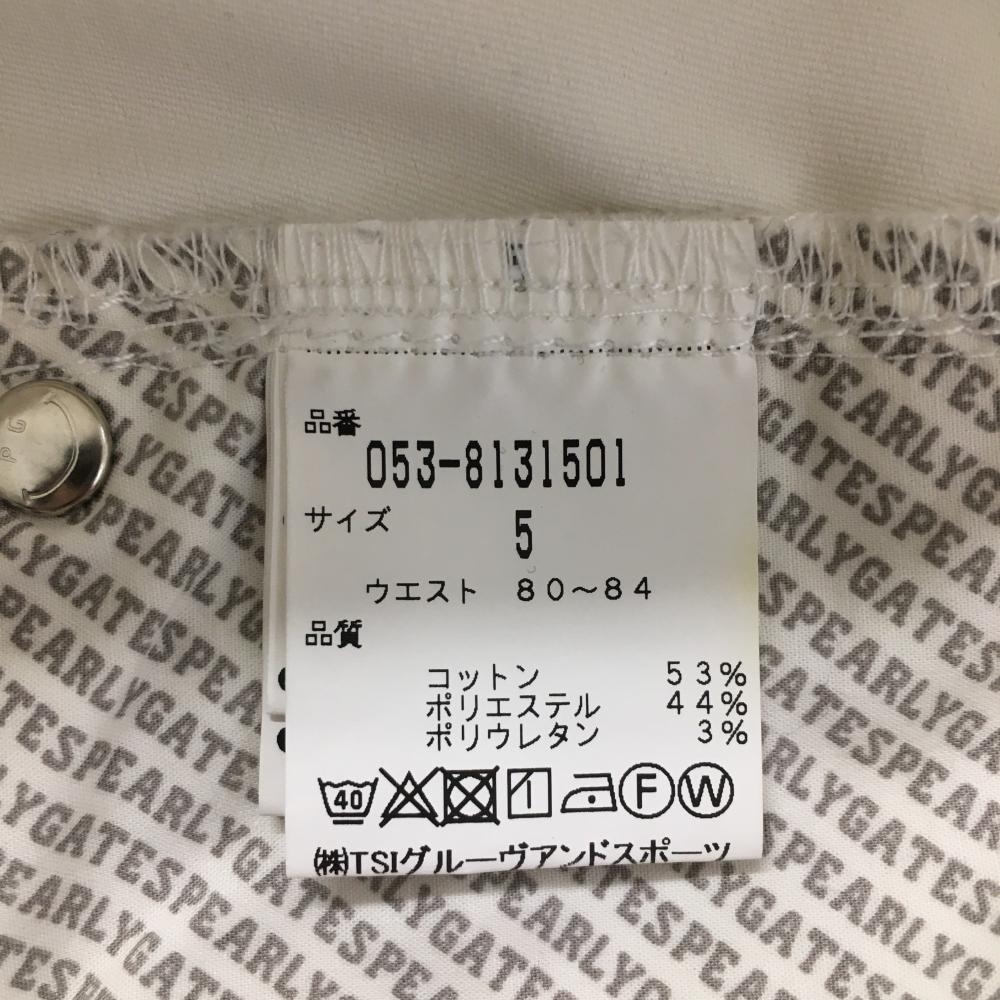 品番
053-8131501
サイズ 5
ウエスト 80～84
品質
コットン 53%
ポリエステル 44%
ポリウレタン 3%
40 F W
㈱TSIグルーヴアンドスポーツ
PEARLYGATES